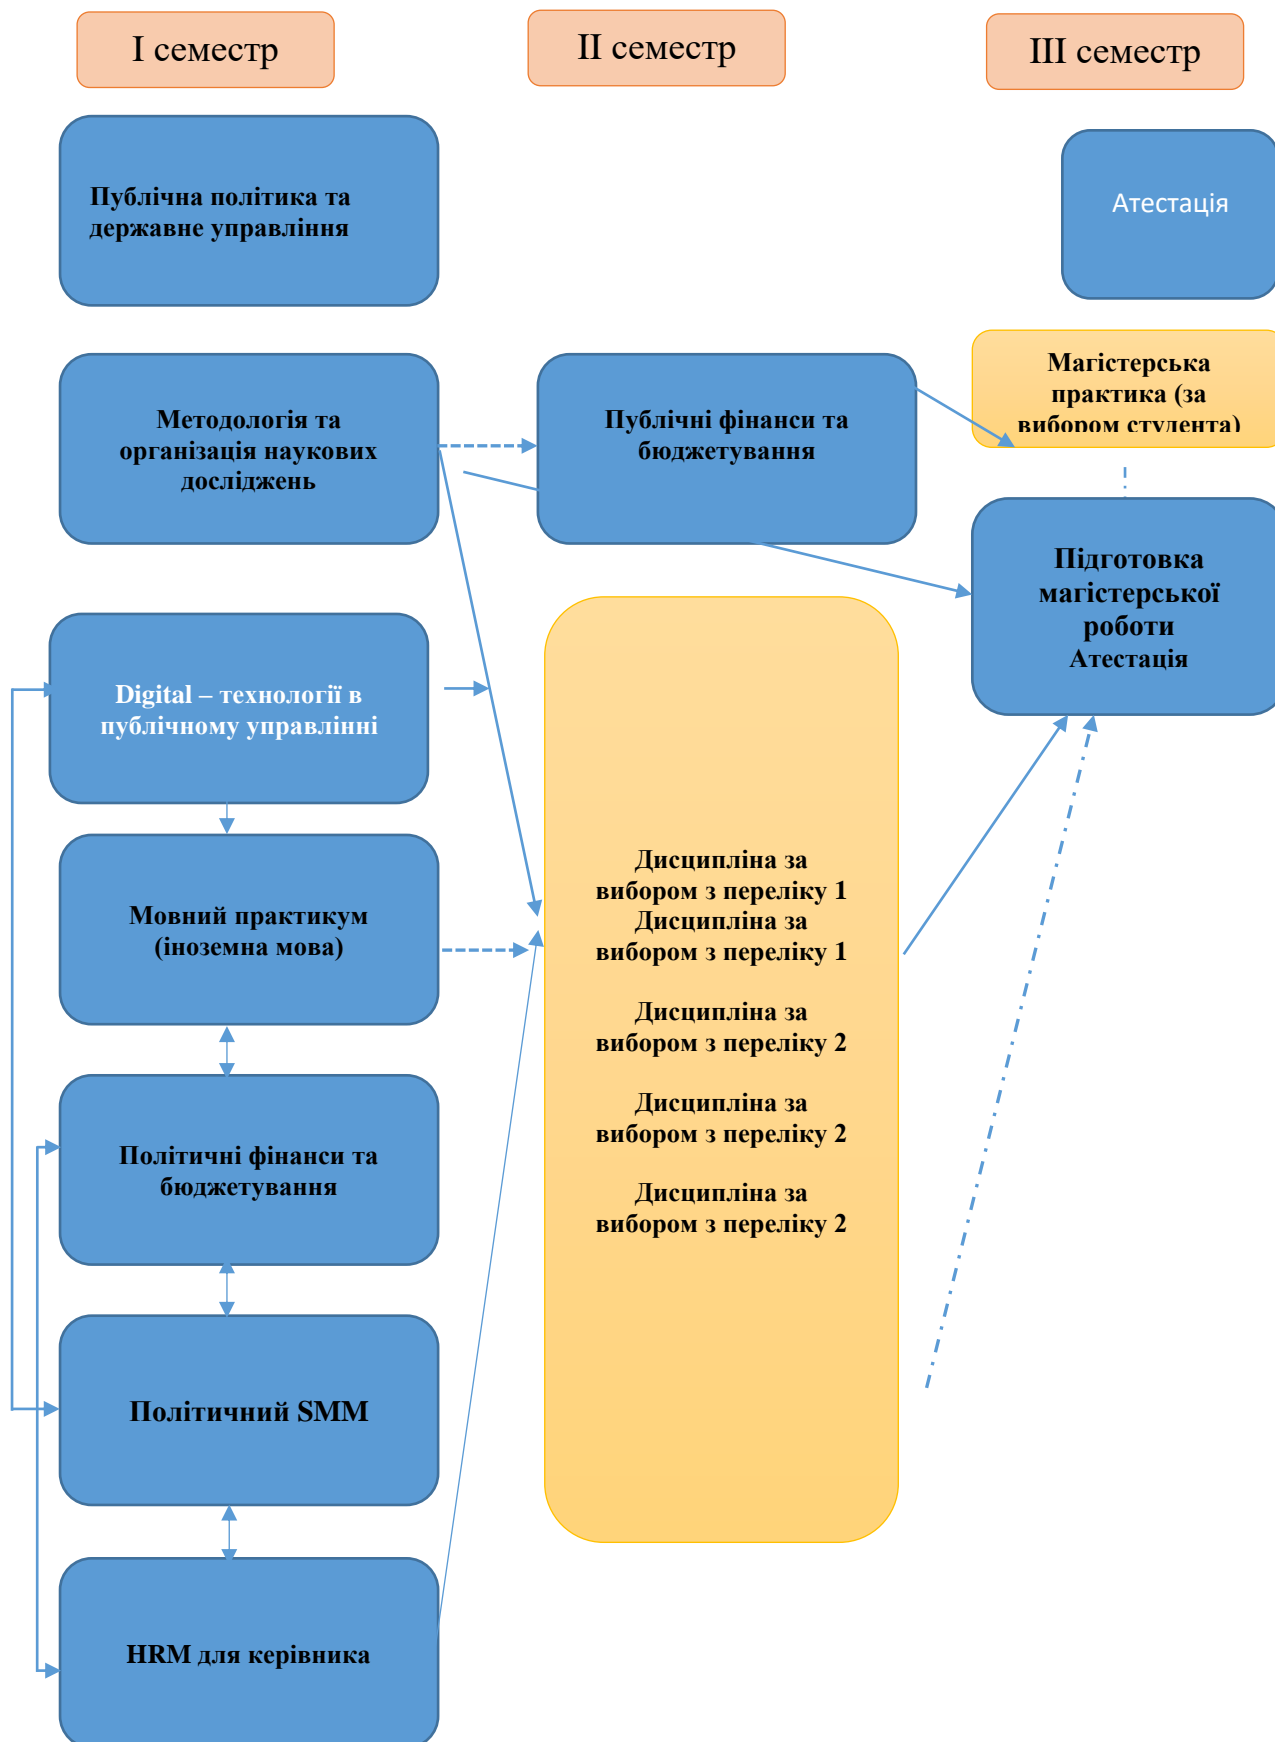 І семестр
ІІ семестр
ІІІ семестр
Публічна політика та
державне управління
Атестація
Методологія та
організація наукових
досліджень
Публічні фінанси та
бюджетування
Магістерська
практика (за
вибором студента)
Підготовка
магістерської
роботи
Атестація
Digital – технології в
публічному управлінні
Мовний практикум
(іноземна мова)
Політичні фінанси та
бюджетування
Політичний SMM
HRM для керівника
Дисципліна за
вибором з переліку 1
Дисципліна за
вибором з переліку 1
Дисципліна за
вибором з переліку 2
Дисципліна за
вибором з переліку 2
Дисципліна за
вибором з переліку 2